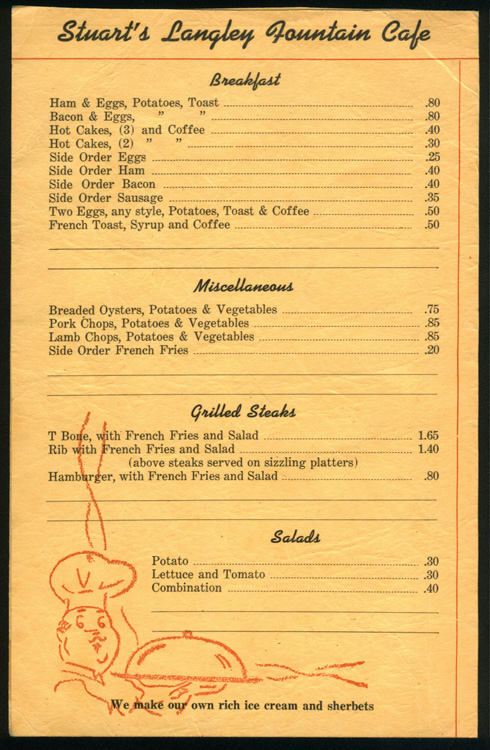 Stuart's Langley Fountain Cafe
Breakfast
Ham & Eggs, Potatoes, Toast .80
Bacon & Eggs, " " .80
Hot Cakes, (3) and Coffee .40
Hot Cakes, (2) " " .30
Side Order Eggs .25
Side Order Ham .40
Side Order Bacon .40
Side Order Sausage .35
Two Eggs, any style, Potatoes, Toast & Coffee .50
French Toast, Syrup and Coffee .50
Miscellaneous
Breaded Oysters, Potatoes & Vegetables .75
Pork Chops, Potatoes & Vegetables .85
Lamb Chops, Potatoes & Vegetables .85
Side Order French Fries .20
Grilled Steaks
T Bone, with French Fries and Salad 1.65
Rib with French Fries and Salad 1.40
(above steaks served on sizzling platters)
Hamburger, with French Fries and Salad .80
Salads
Potato .30
Lettuce and Tomato .30
Combination .40
We make our own rich ice cream and sherbets